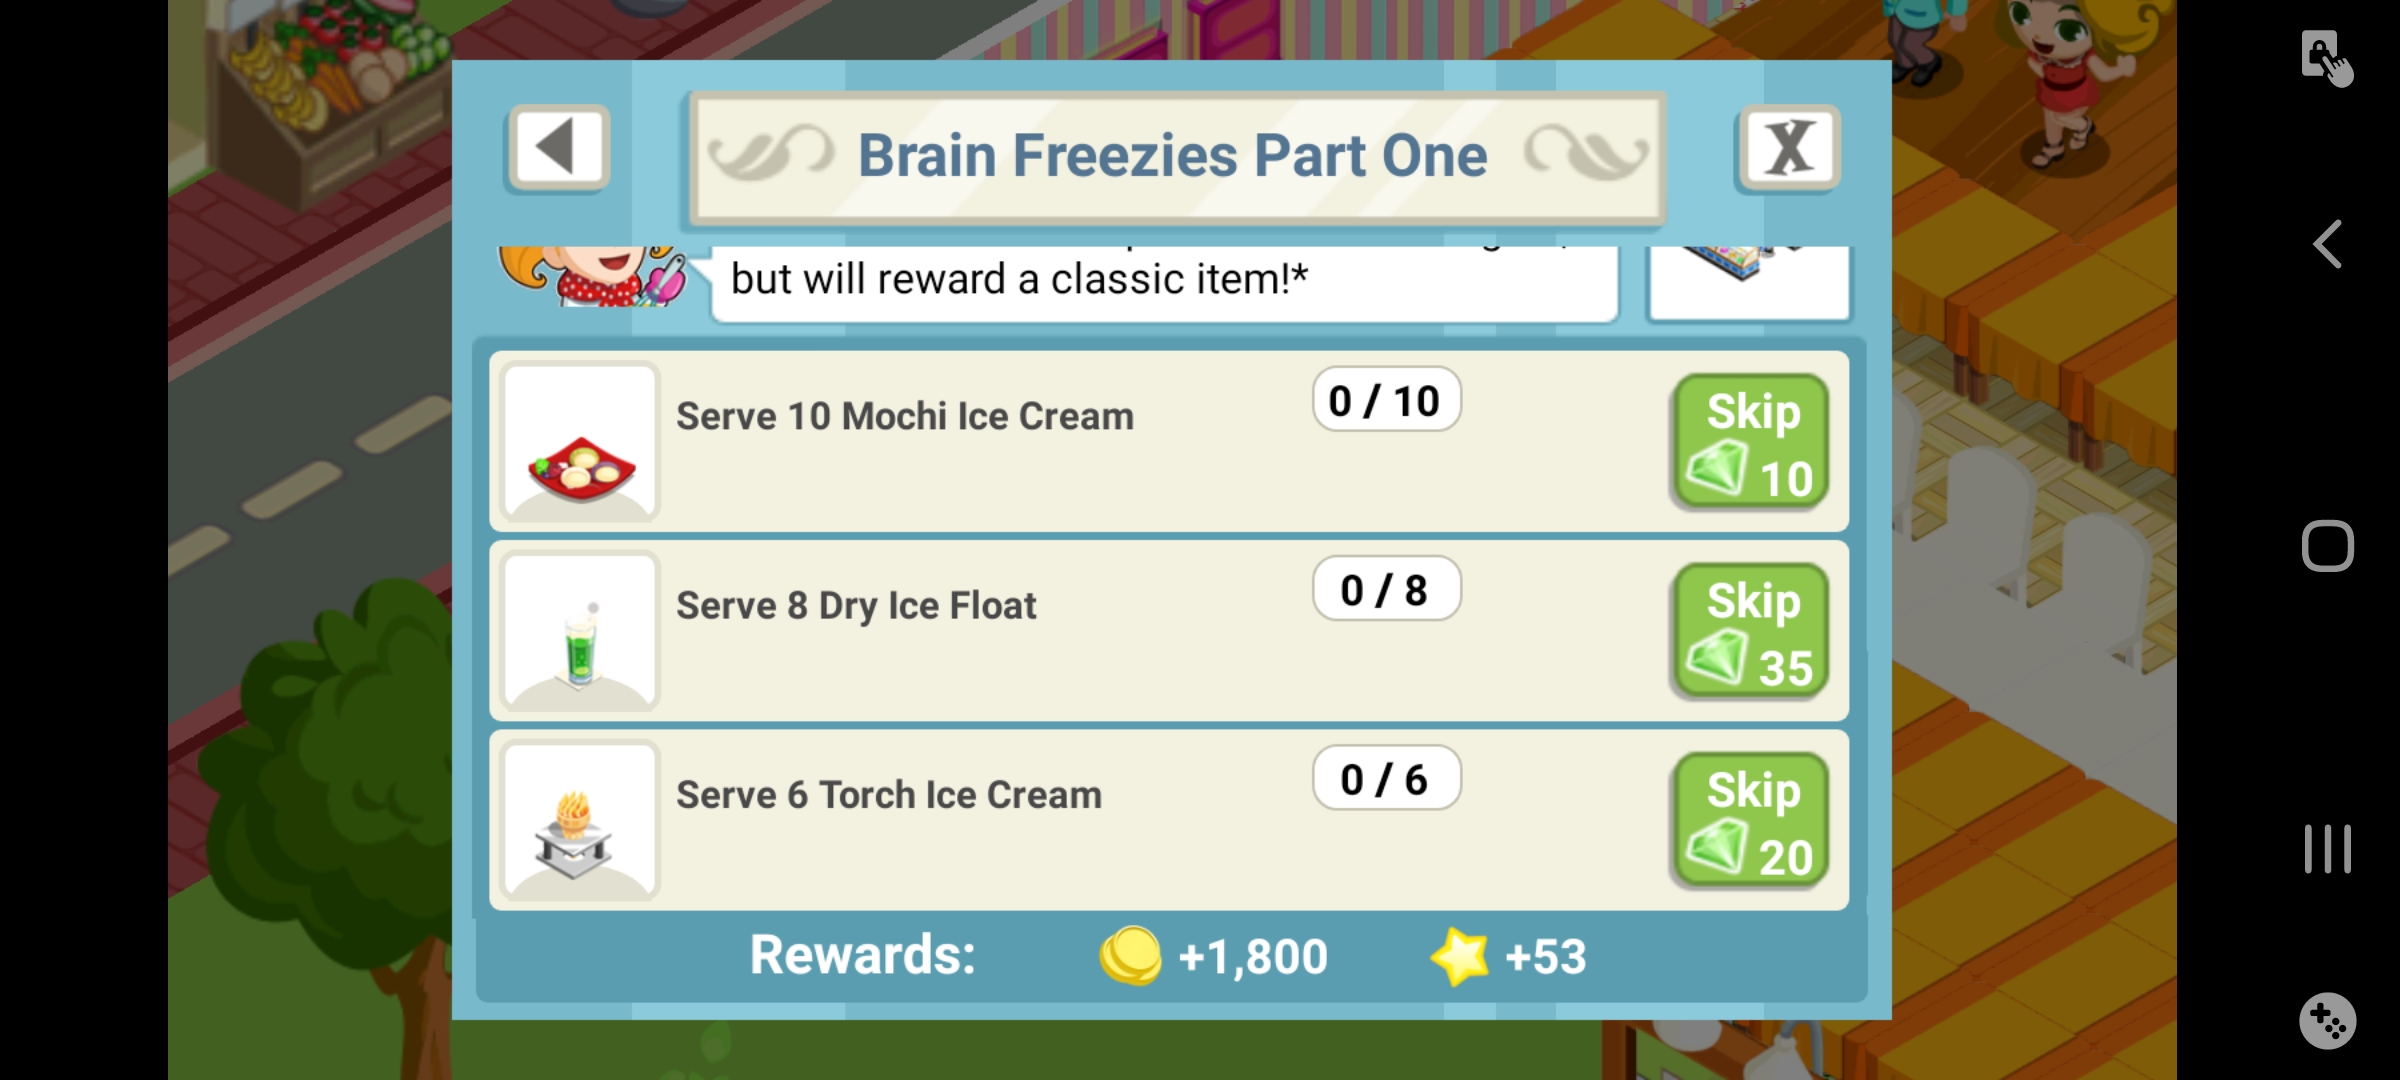 Brain Freezies Part One
X
but will reward a classic item!*
Serve 10 Mochi Ice Cream
0 / 10
Skip
10
Serve 8 Dry Ice Float
0 / 8
Skip
35
Serve 6 Torch Ice Cream
0 / 6
Skip
20
Rewards: +1,800 +53